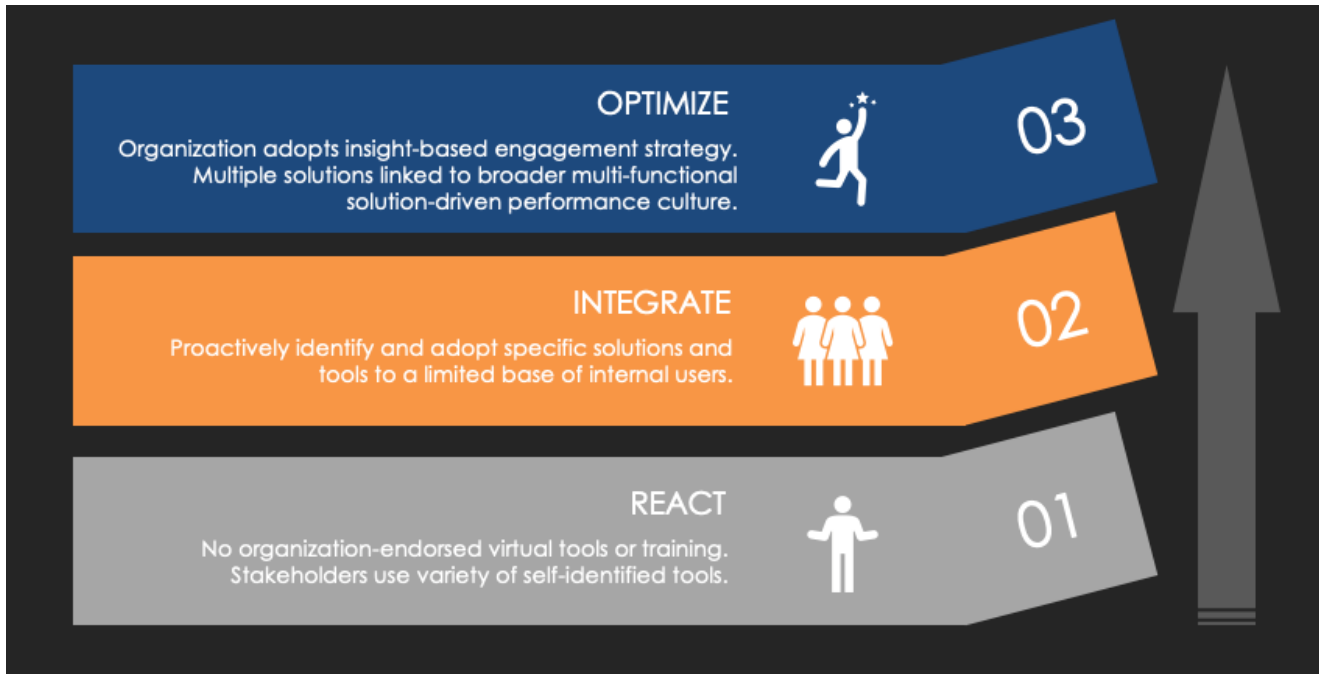 OPTIMIZE
Organization adopts insight-based engagement strategy.
Multiple solutions linked to broader multi-functional
solution-driven performance culture.
03
INTEGRATE
Proactively identify and adopt specific solutions and
tools to a limited base of internal users.
02
REACT
No organization-endorsed virtual tools or training.
Stakeholders use variety of self-identified tools.
01